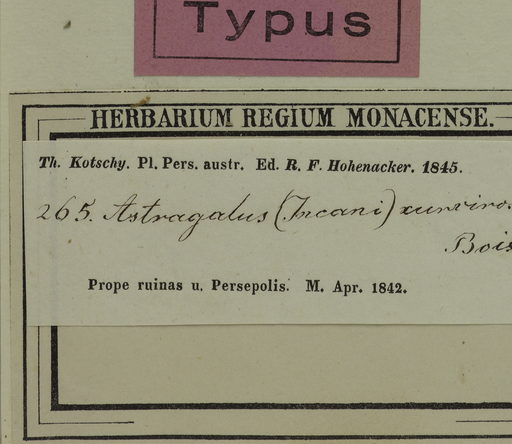 Typus
HERBARIUM REGIUM MONACENSE.
Th. Kotschy. Pl. Pers. austr. Ed. R. F. Hohenacker. 1845.
265. Astragalus (Incani)
Bois
Prope ruinas u. Persepolis. M. Apr. 1842.